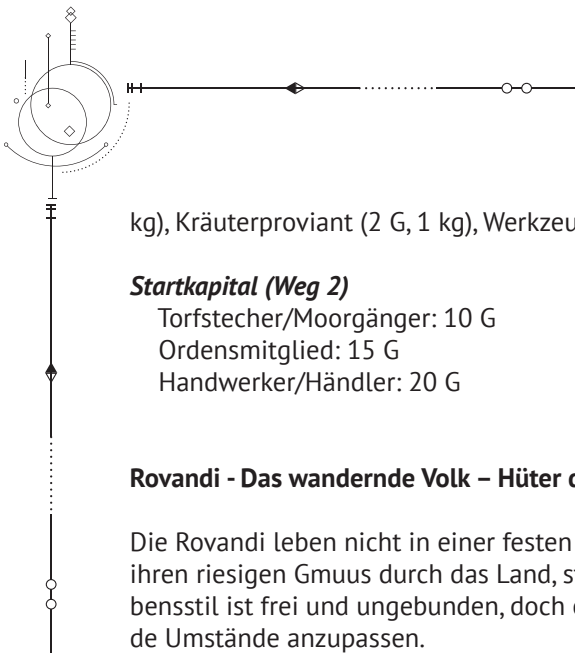 kg), Kräuterproviant (2 G, 1 kg), Werkzeu
Startkapital (Weg 2)
Torfstecher/Moorgänger: 10 G
Ordensmitglied: 15 G
Handwerker/Händler: 20 G
Rovandi - Das wandernde Volk – Hüter
Die Rovandi leben nicht in einer festen
ihren riesigen Gmuus durch das Land, s
bensstil ist frei und ungebunden, doch
de Umstände anzupassen.